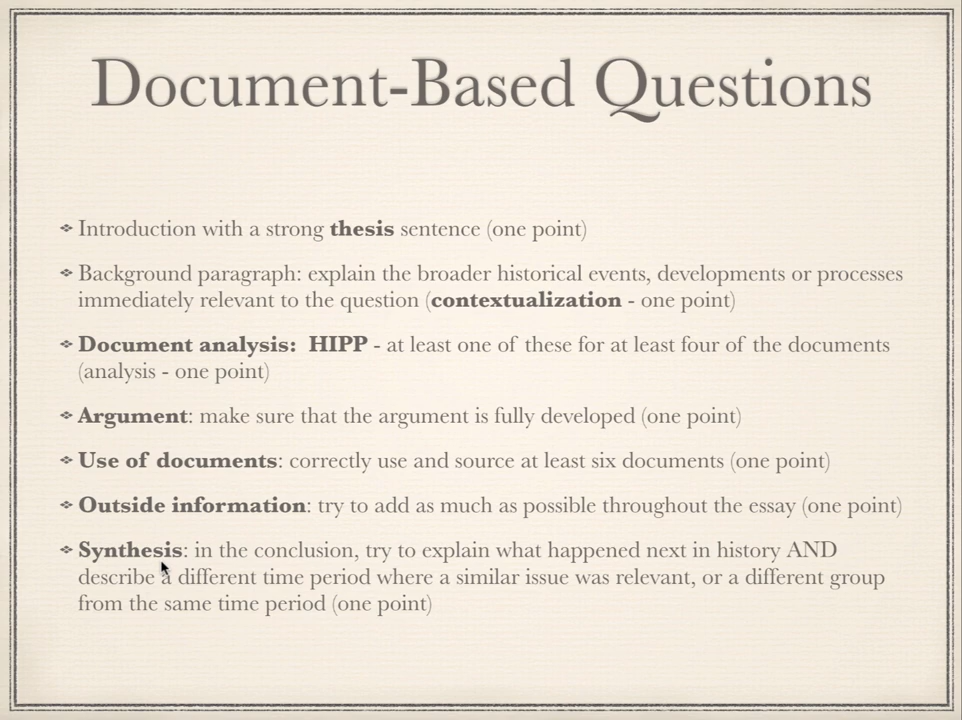 Document-Based Questions
Introduction with a strong thesis sentence (one point)
Background paragraph: explain the broader historical events, developments or processes
immediately relevant to the question (contextualization - one point)
Document analysis: HIPP - at least one of these for at least four of the documents
(analysis - one point)
Argument: make sure that the argument is fully developed (one point)
Use of documents: correctly use and source at least six documents (one point)
Outside information: try to add as much as possible throughout the essay (one point)
Synthesis: in the conclusion, try to explain what happened next in history AND
describe a different time period where a similar issue was relevant, or a different group
from the same time period (one point)